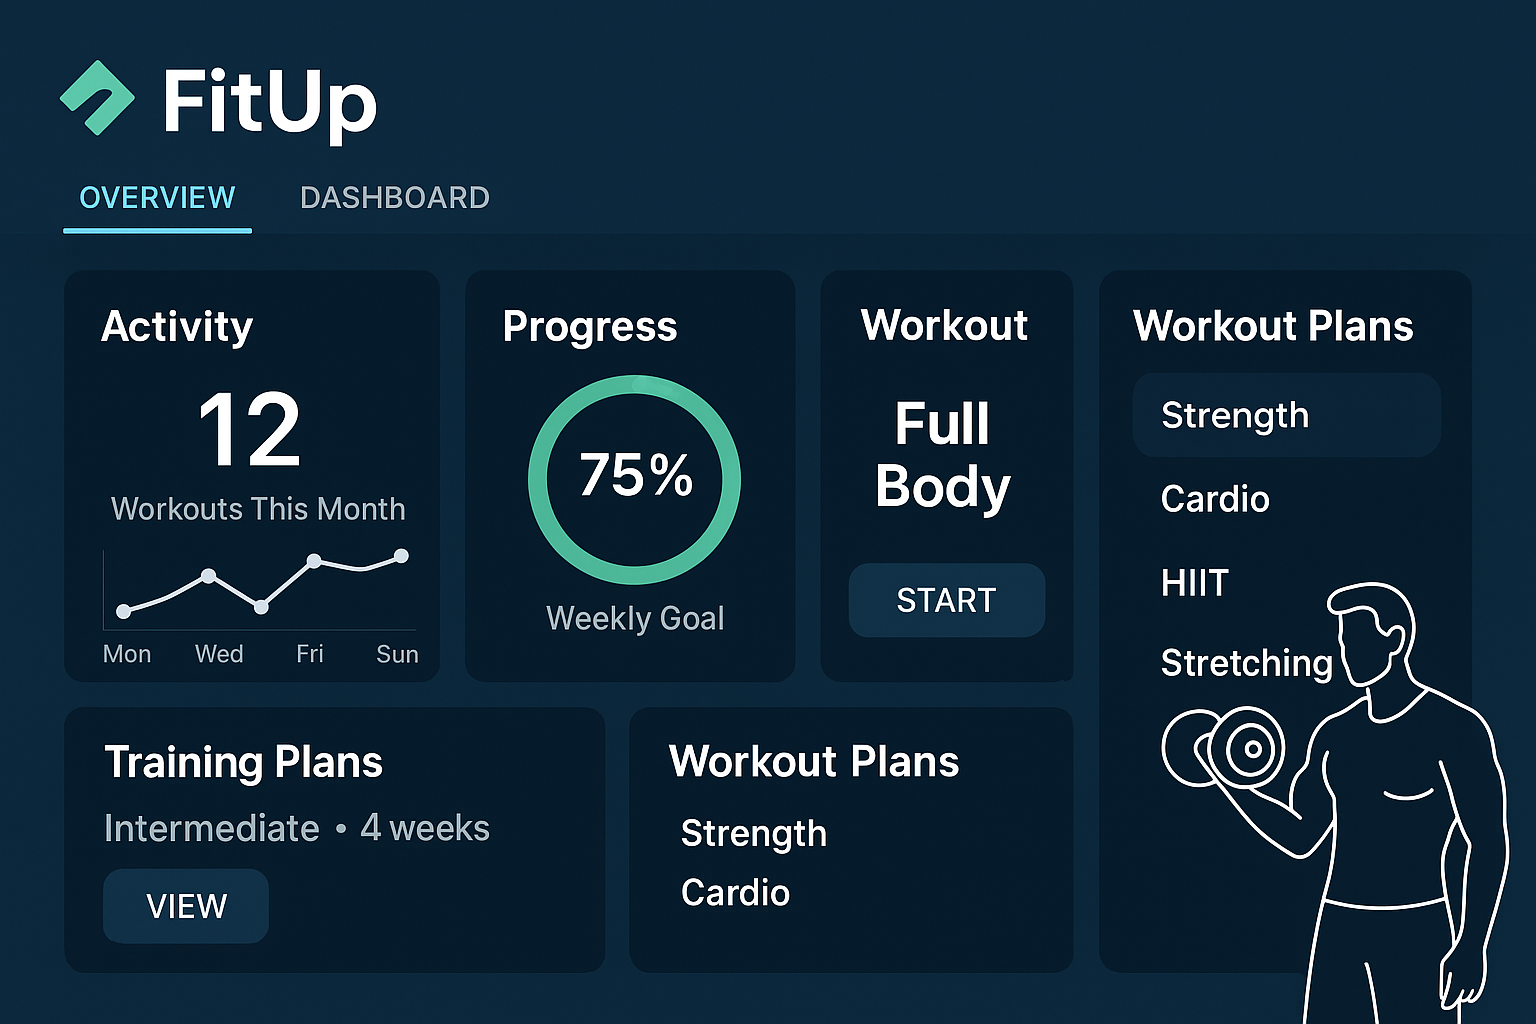 FitUp
OVERVIEW
DASHBOARD
Activity
12
Workouts This Month
Mon Wed Fri Sun
Progress
75%
Weekly Goal
Workout
Full
Body
START
Workout Plans
Strength
Cardio
HIIT
Stretching
Training Plans
Intermediate • 4 weeks
VIEW
Workout Plans
Strength
Cardio